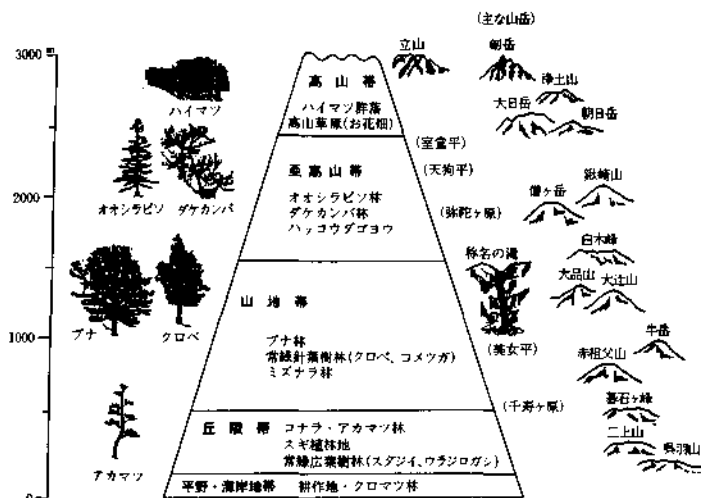 (主な山岳)
3000 m
立山
剱岳
浄土山
大日岳
朝日岳
高山帯
ハイマツ群落
高山草原(お花畑)
ハイマツ
(室堂平)
亜高山帯
(天狗平)
オオシラビソ林
ダケカンバ林
ハッコウダゴヨウ
(弥陀ヶ原)
2000
オオシラビソ
ダケカンバ
僧ヶ岳
鍬崎山
称名の滝
白木峰
大品山
大辻山
山地帯
ブナ
クロベ
1000
ブナ林
常緑針葉樹林(クロベ、コメツガ)
ミズナラ林
(美女平)
牛岳
赤祖父山
(千寿ヶ原)
碁石ヶ峰
丘陵帯
コナラ・アカマツ林
スギ植林地
常緑広葉樹林(スダジイ、ウラジロガシ)
二上山
呉羽山
アカマツ
平野・海岸地帯
耕作地・クロマツ林
0